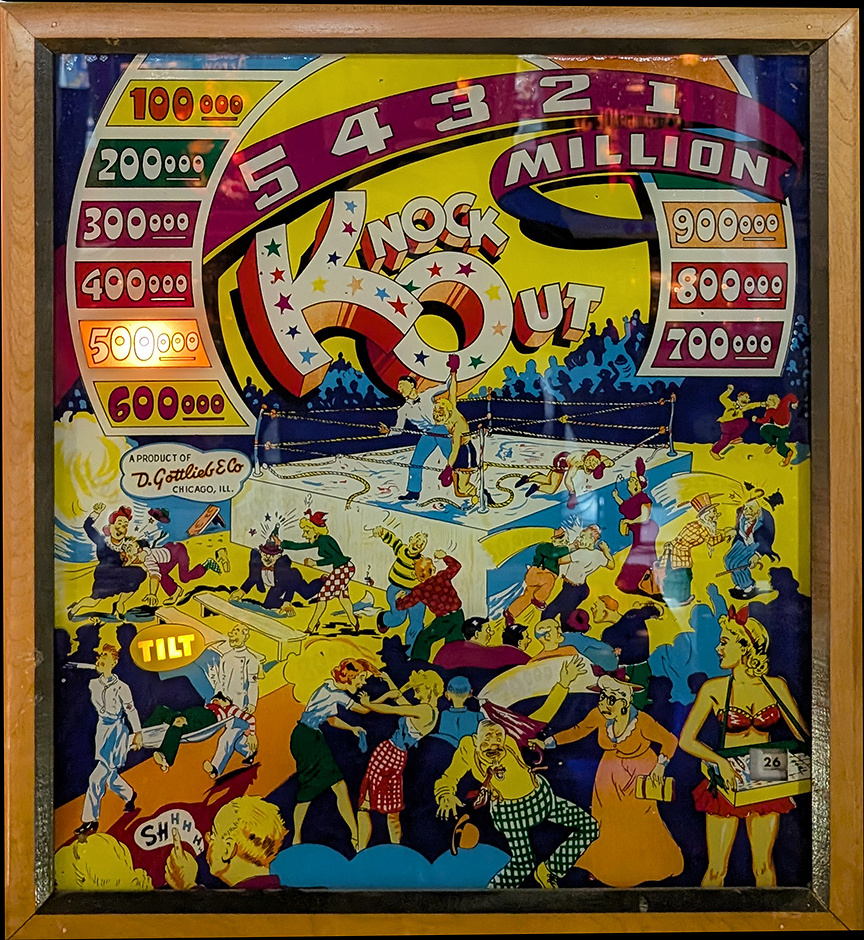 5 4 3 2 1
MILLION
100000
200000
300000
400000
500000
600000
900000
800000
700000
KNOCK
OUT
A PRODUCT OF
D. Gottlieb & Co
CHICAGO, ILL.
TILT
26
SHHHH